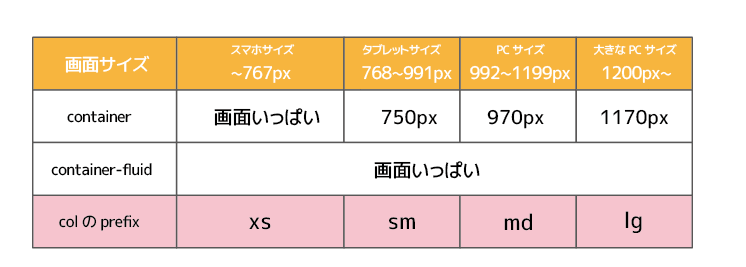 画面サイズ
スマホサイズ
~767px
タブレットサイズ
768~991px
PC サイズ
992~1199px
大きな PC サイズ
1200px~
container
画面いっぱい
750px
970px
1170px
container-fluid
画面いっぱい
col の prefix
xs
sm
md
lg